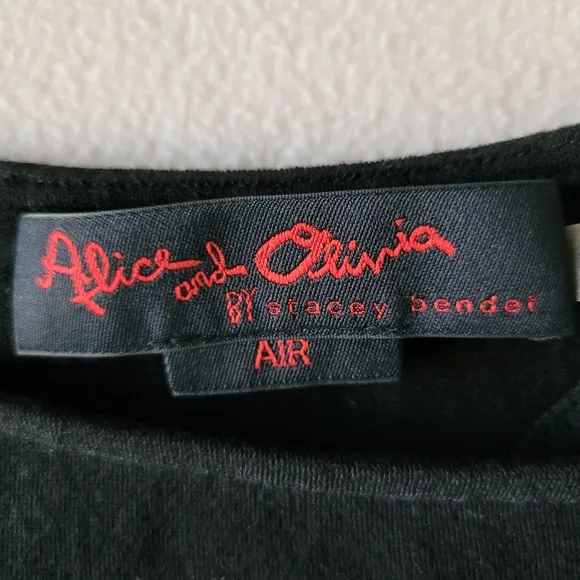 Alice and Olivia
BY stacey bendet
AIR